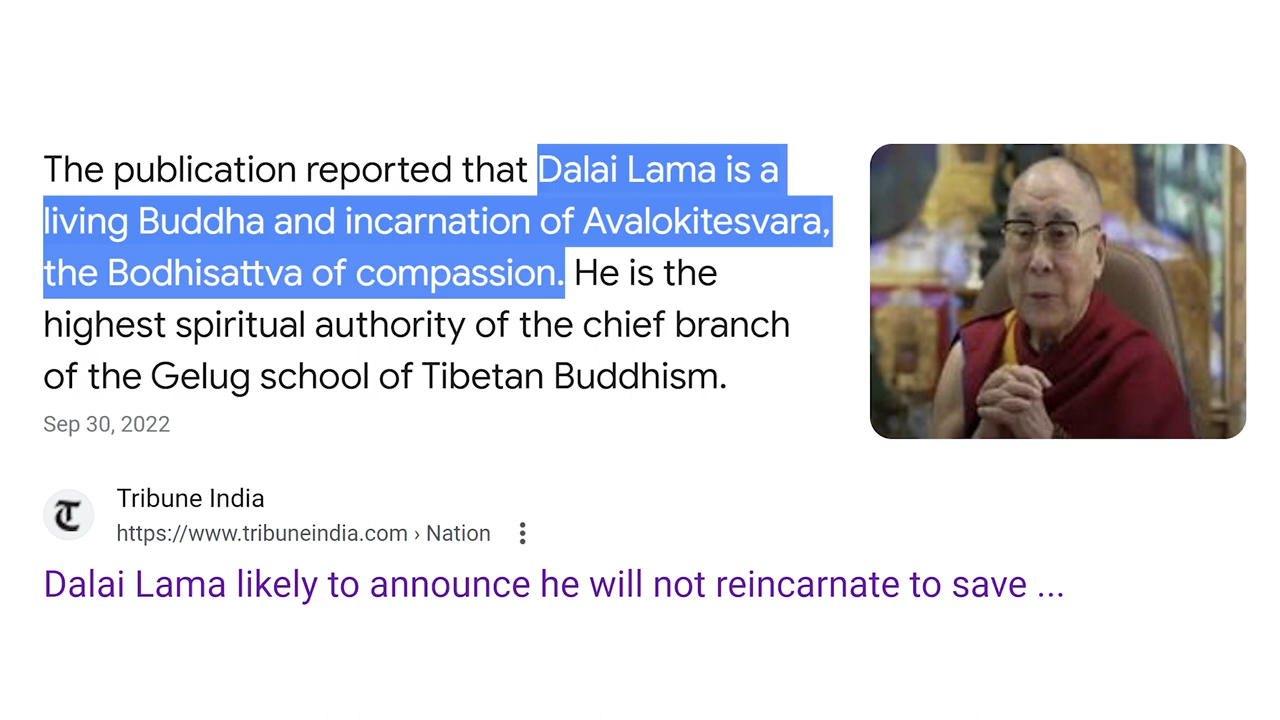 The publication reported that Dalai Lama is a
living Buddha and incarnation of Avalokitesvara,
the Bodhisattva of compassion. He is the
highest spiritual authority of the chief branch
of the Gelug school of Tibetan Buddhism.
Sep 30, 2022
T
Tribune India
https://www.tribuneindia.com › Nation
Dalai Lama likely to announce he will not reincarnate to save ...